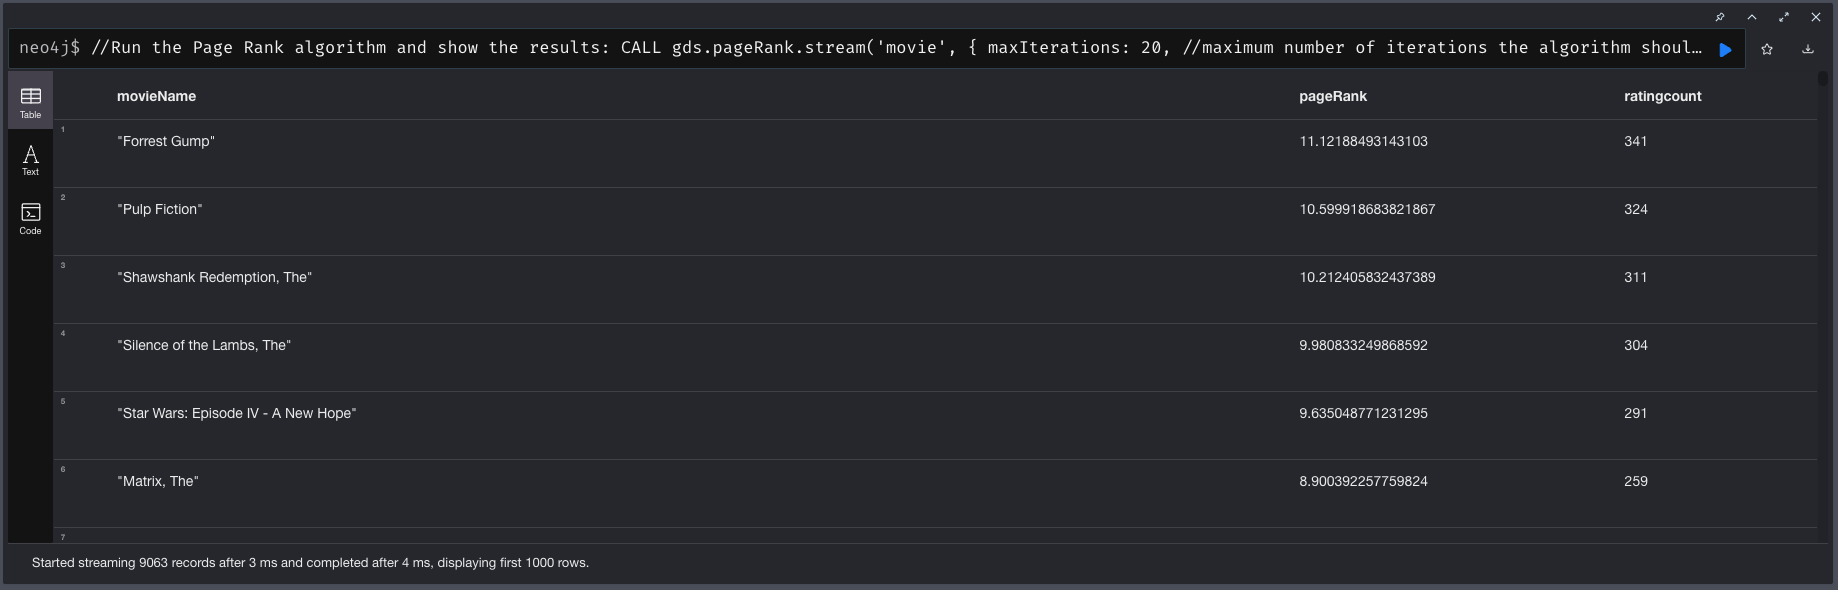 neo4j$ //Run the Page Rank algorithm and show the results: CALL gds.pageRank.stream('movie', { maxIterations: 20, //maximum number of iterations the algorithm shoul…
Table
Text
Code
movieName pageRank ratingcount
1 "Forrest Gump" 11.12188493143103 341
2 "Pulp Fiction" 10.599918683821867 324
3 "Shawshank Redemption, The" 10.212405832437389 311
4 "Silence of the Lambs, The" 9.980833249868592 304
5 "Star Wars: Episode IV - A New Hope" 9.635048771231295 291
6 "Matrix, The" 8.900392257759824 259
7
Started streaming 9063 records after 3 ms and completed after 4 ms, displaying first 1000 rows.